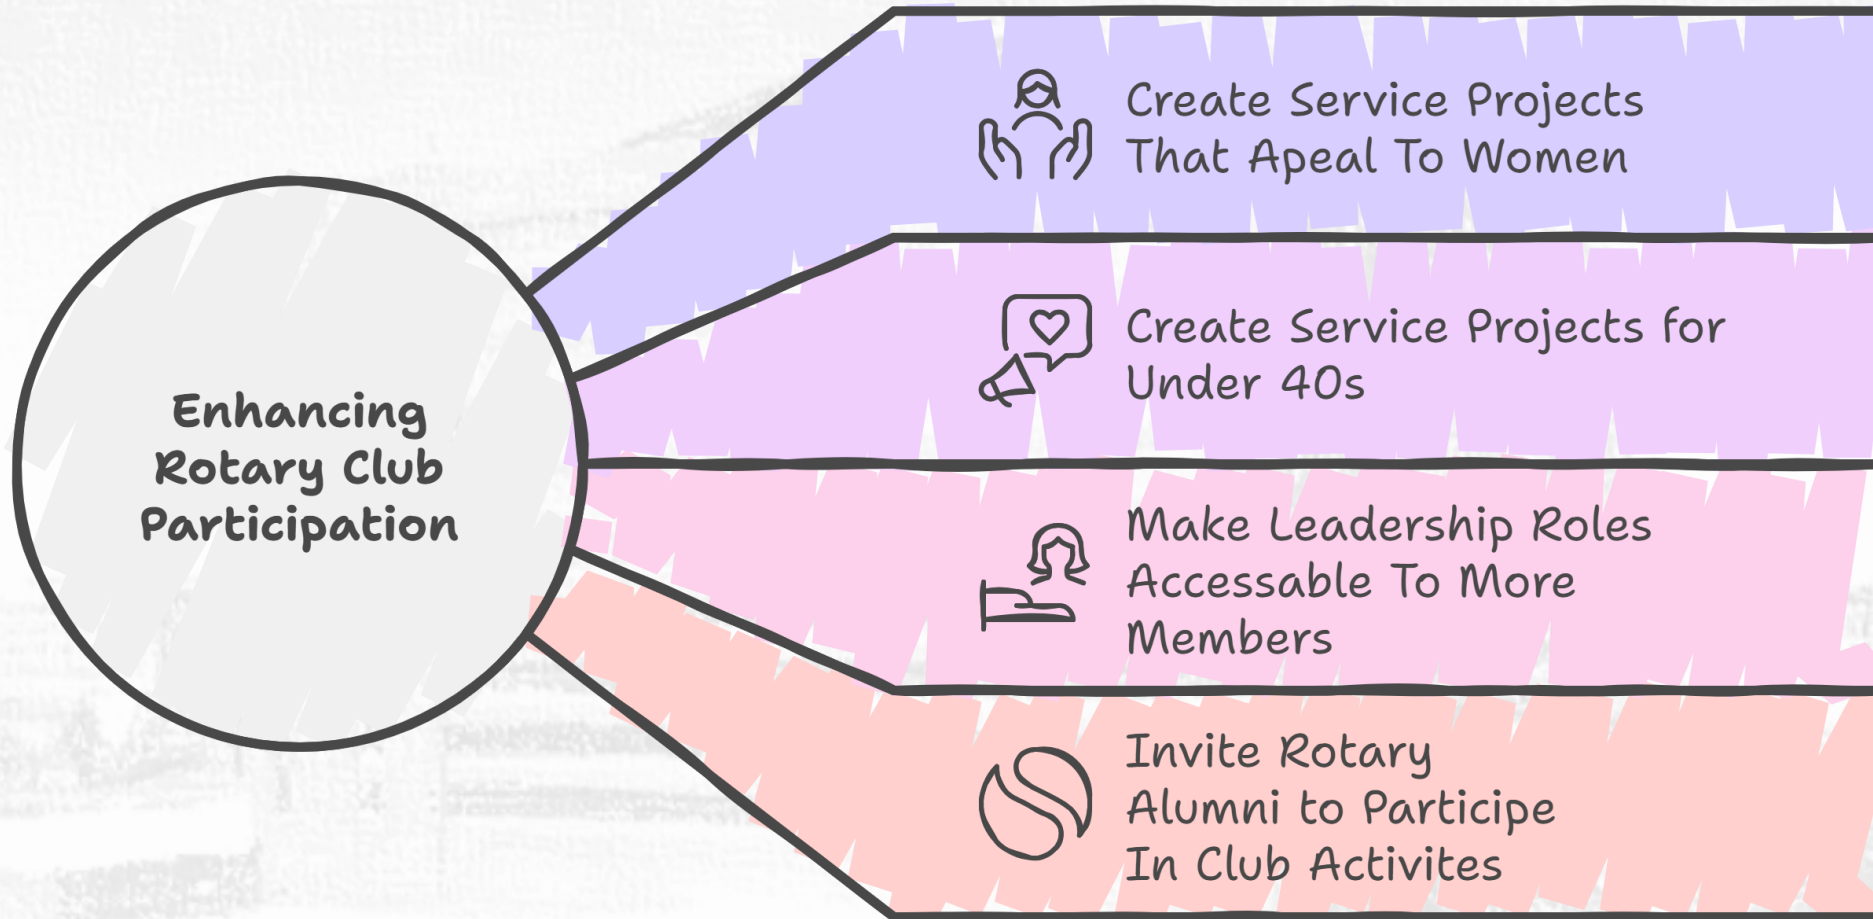 Enhancing
Rotary Club
Participation
Create Service Projects
That Apeal To Women
Create Service Projects for
Under 40s
Make Leadership Roles
Accessable To More
Members
Invite Rotary
Alumni to Participe
In Club Activites